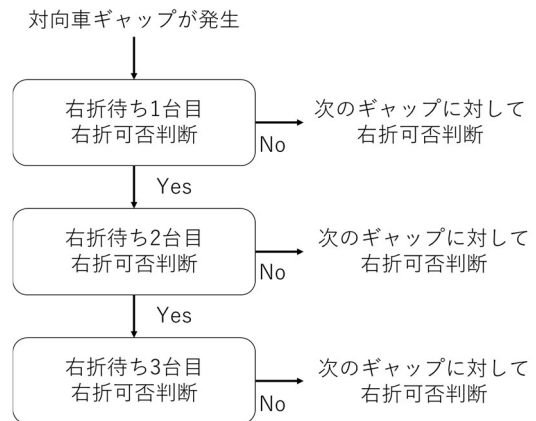 対向車ギャップが発生
右折待ち1台目
右折可否判断
No
次のギャップに対して
右折可否判断
Yes
右折待ち2台目
右折可否判断
No
次のギャップに対して
右折可否判断
Yes
右折待ち3台目
右折可否判断
No
次のギャップに対して
右折可否判断